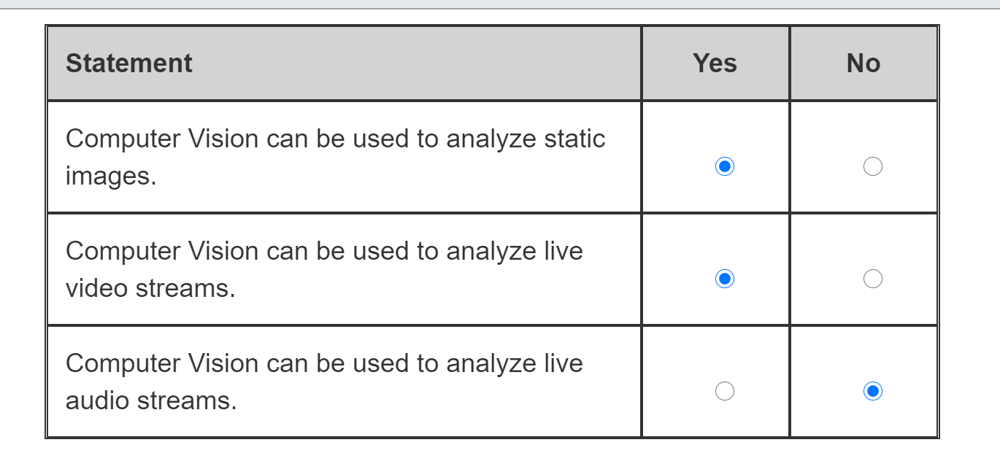 Statement Yes No
Computer Vision can be used to analyze static
images.
Computer Vision can be used to analyze live
video streams.
Computer Vision can be used to analyze live
audio streams.